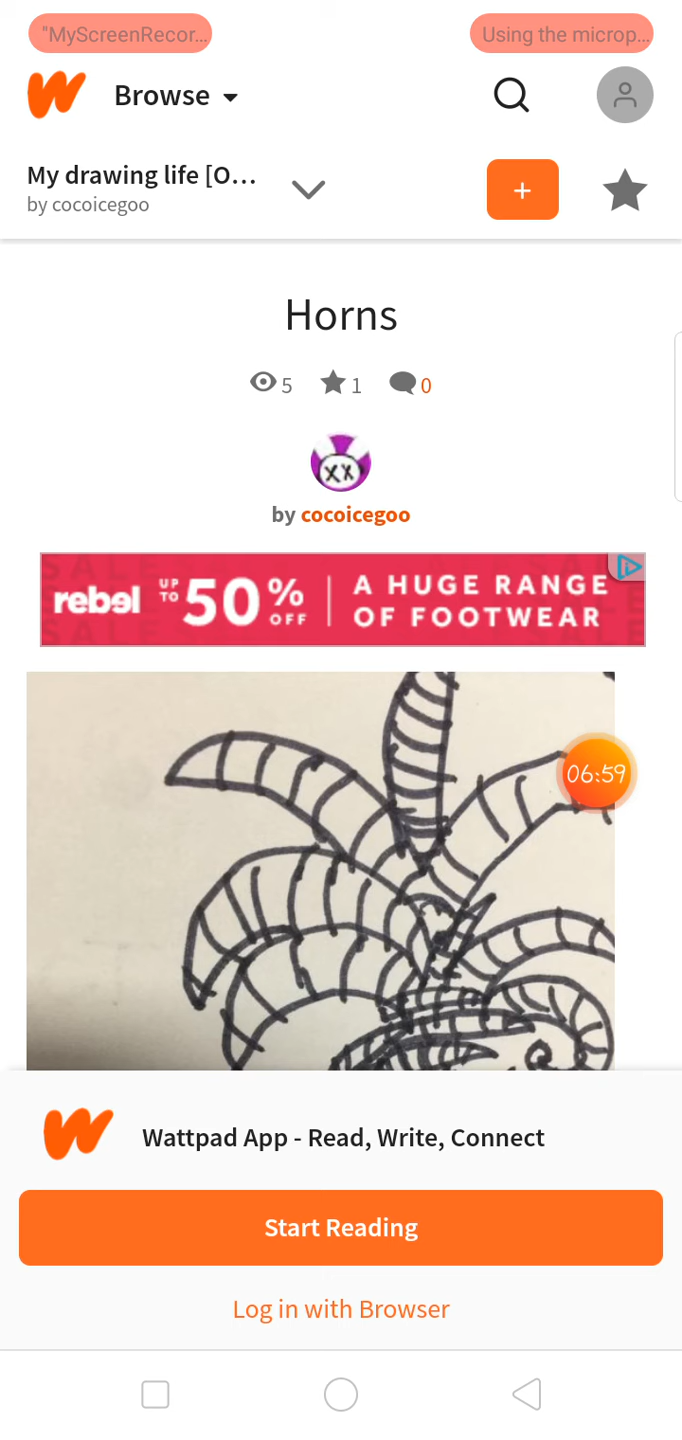 "MyScreenRecor...
Using the microp...
Browse
My drawing life [O...
by cocoicegoo
+
Horns
5
1
0
XX
by cocoicegoo
rebel UP TO 50% OFF
A HUGE RANGE
OF FOOTWEAR
06:59
Wattpad App - Read, Write, Connect
Start Reading
Log in with Browser